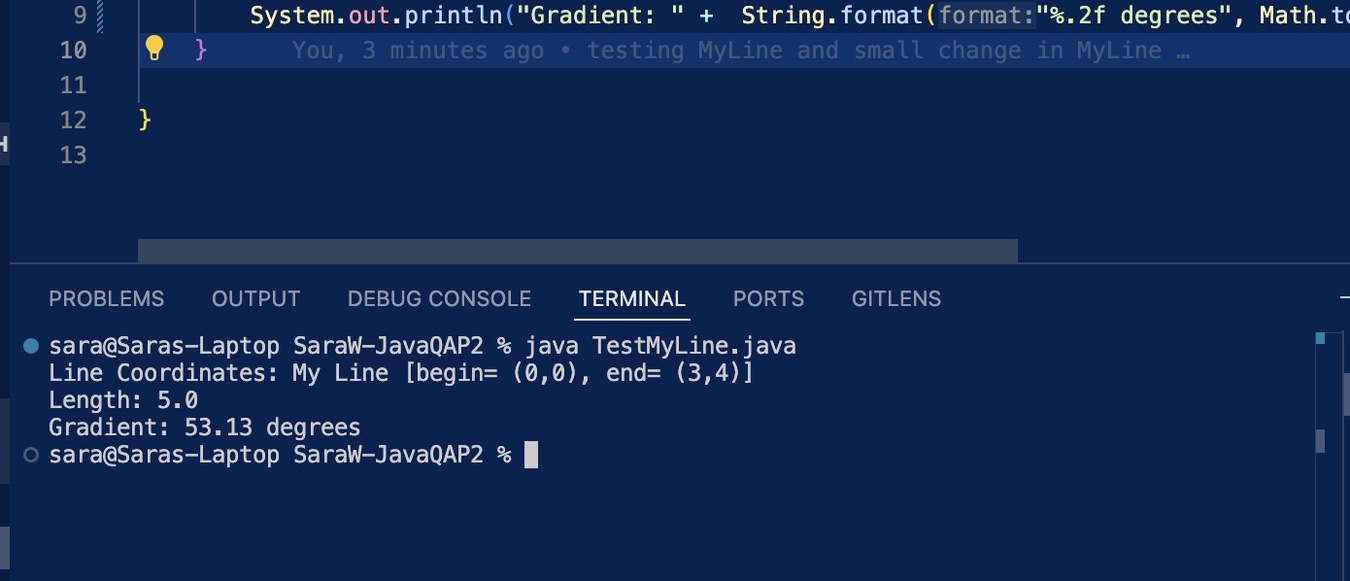 9 System.out.println("Gradient: " + String.format(format:"%.2f degrees", Math.to
10 } You, 3 minutes ago • testing MyLine and small change in MyLine …
11
12 }
13
H
PROBLEMS OUTPUT DEBUG CONSOLE TERMINAL PORTS GITLENS
sara@Saras-Laptop SaraW-JavaQAP2 % java TestMyLine.java
Line Coordinates: My Line [begin= (0,0), end= (3,4)]
Length: 5.0
Gradient: 53.13 degrees
sara@Saras-Laptop SaraW-JavaQAP2 %